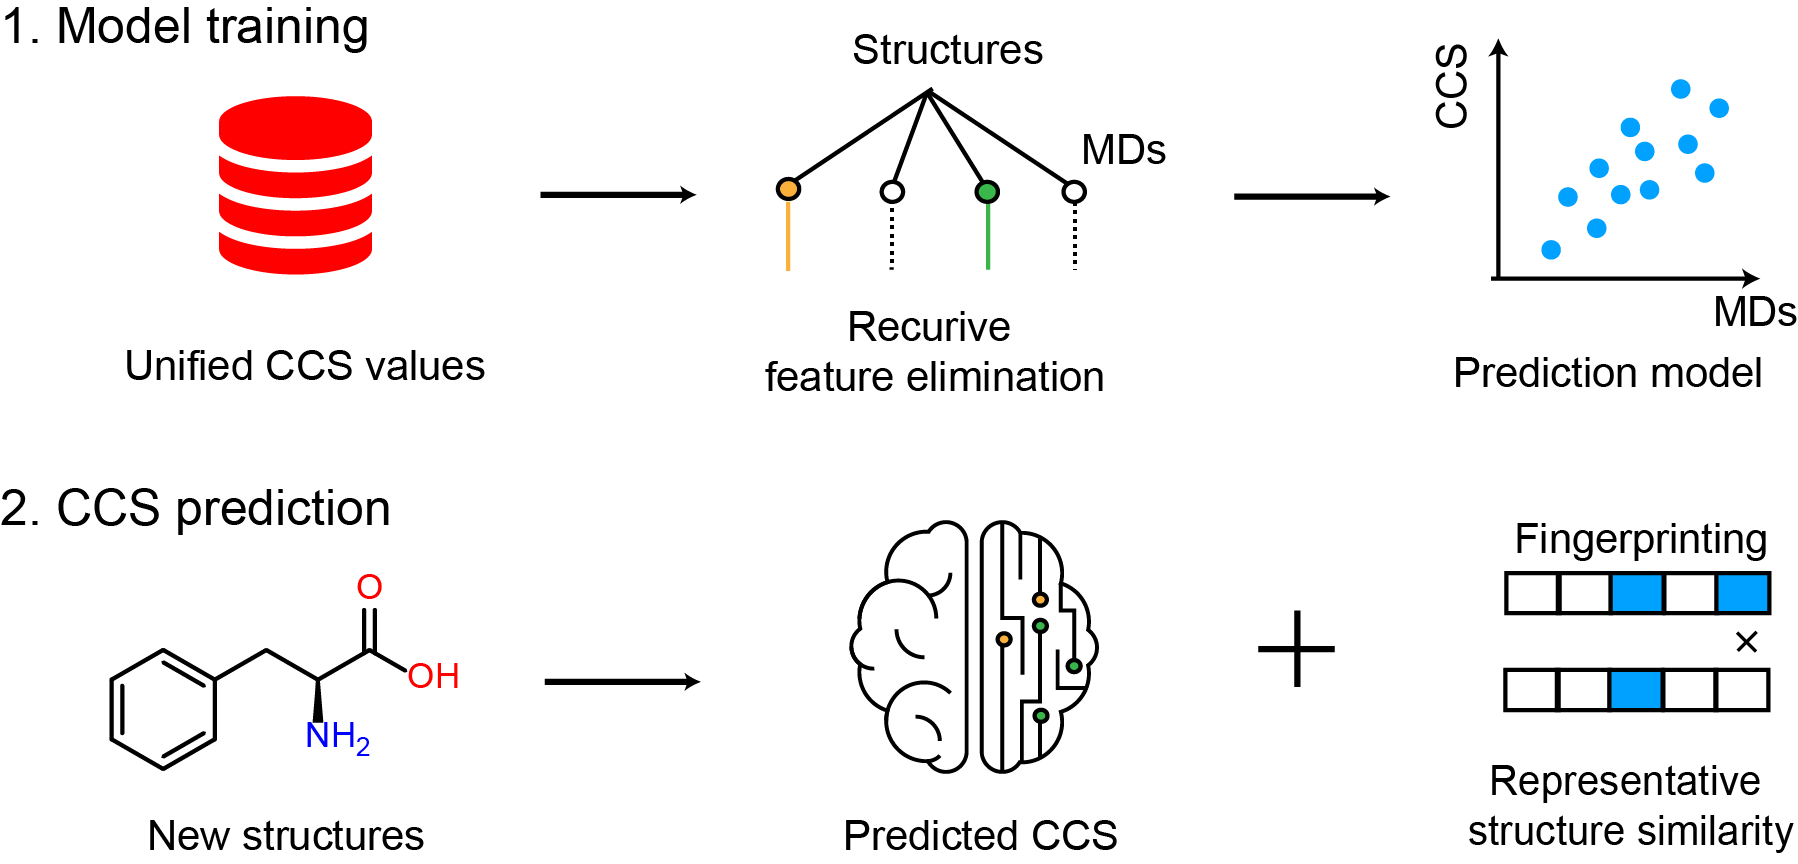 1. Model training
Structures
MDs
CCS
MDs
Unified CCS values
Recurive
feature elimination
Prediction model
2. CCS prediction
O
OH
NH2
Fingerprinting
×
New structures
Predicted CCS
Representative
structure similarity